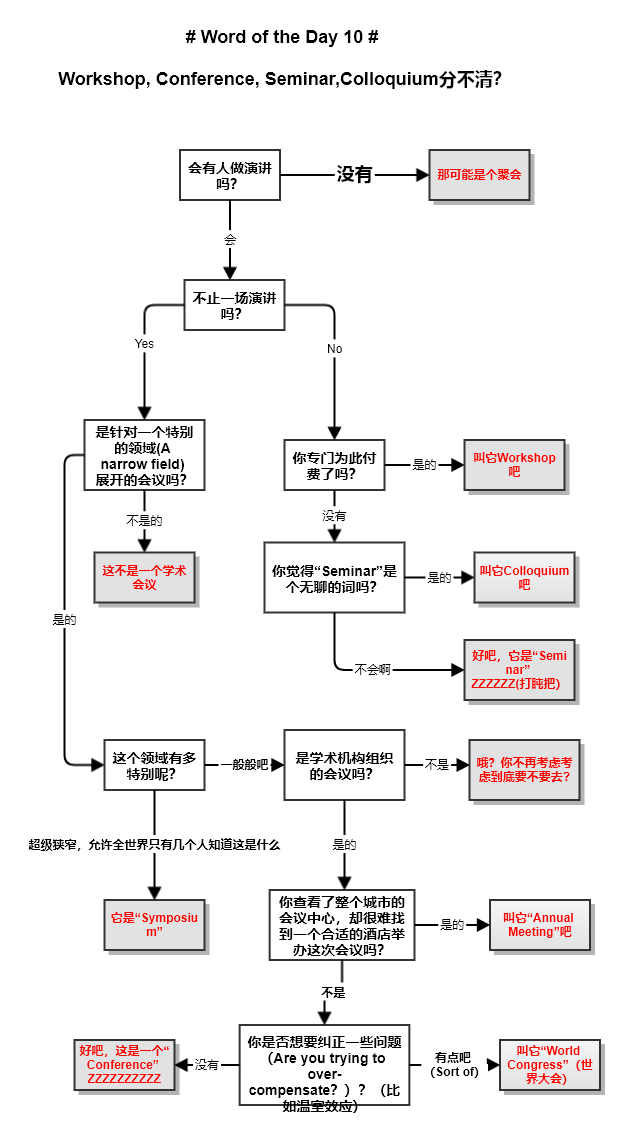 # Word of the Day 10 #
Workshop, Conference, Seminar,Colloquium分不清?
会有人做演讲
吗?
没有
那可能是个聚会
会
不止一场演讲
吗?
Yes
No
是针对一个特别
的领域(A
narrow field)
展开的会议吗?
你专门为此付
费了吗?
是的
叫它Workshop
吧
不是的
没有
这不是一个学术
会议
你觉得“Seminar”是
个无聊的词吗?
是的
叫它Colloquium
吧
是的
不会啊
好吧，它是“Semi
nar”
ZZZZZZ(打盹把)
这个领域有多
特别呢?
一般般吧
是学术机构组织
的会议吗?
不是
哦？你不再考虑考
虑到底要不要去?
超级狭窄，允许全世界只有几个人知道这是什么
是的
它是“Symposiu
m”
你查看了整个城市的
会议中心，却很难找
到一个合适的酒店举
办这次会议吗?
是的
叫它“Annual
Meeting”吧
不是
好吧，这是一个“
Conference”
ZZZZZZZZZZ
没有
你是否想要纠正一些问题
（Are you trying to
over-
compensate? ）? （比
如温室效应）
有点吧
（Sort of)
叫它“World
Congress”（世
界大会）